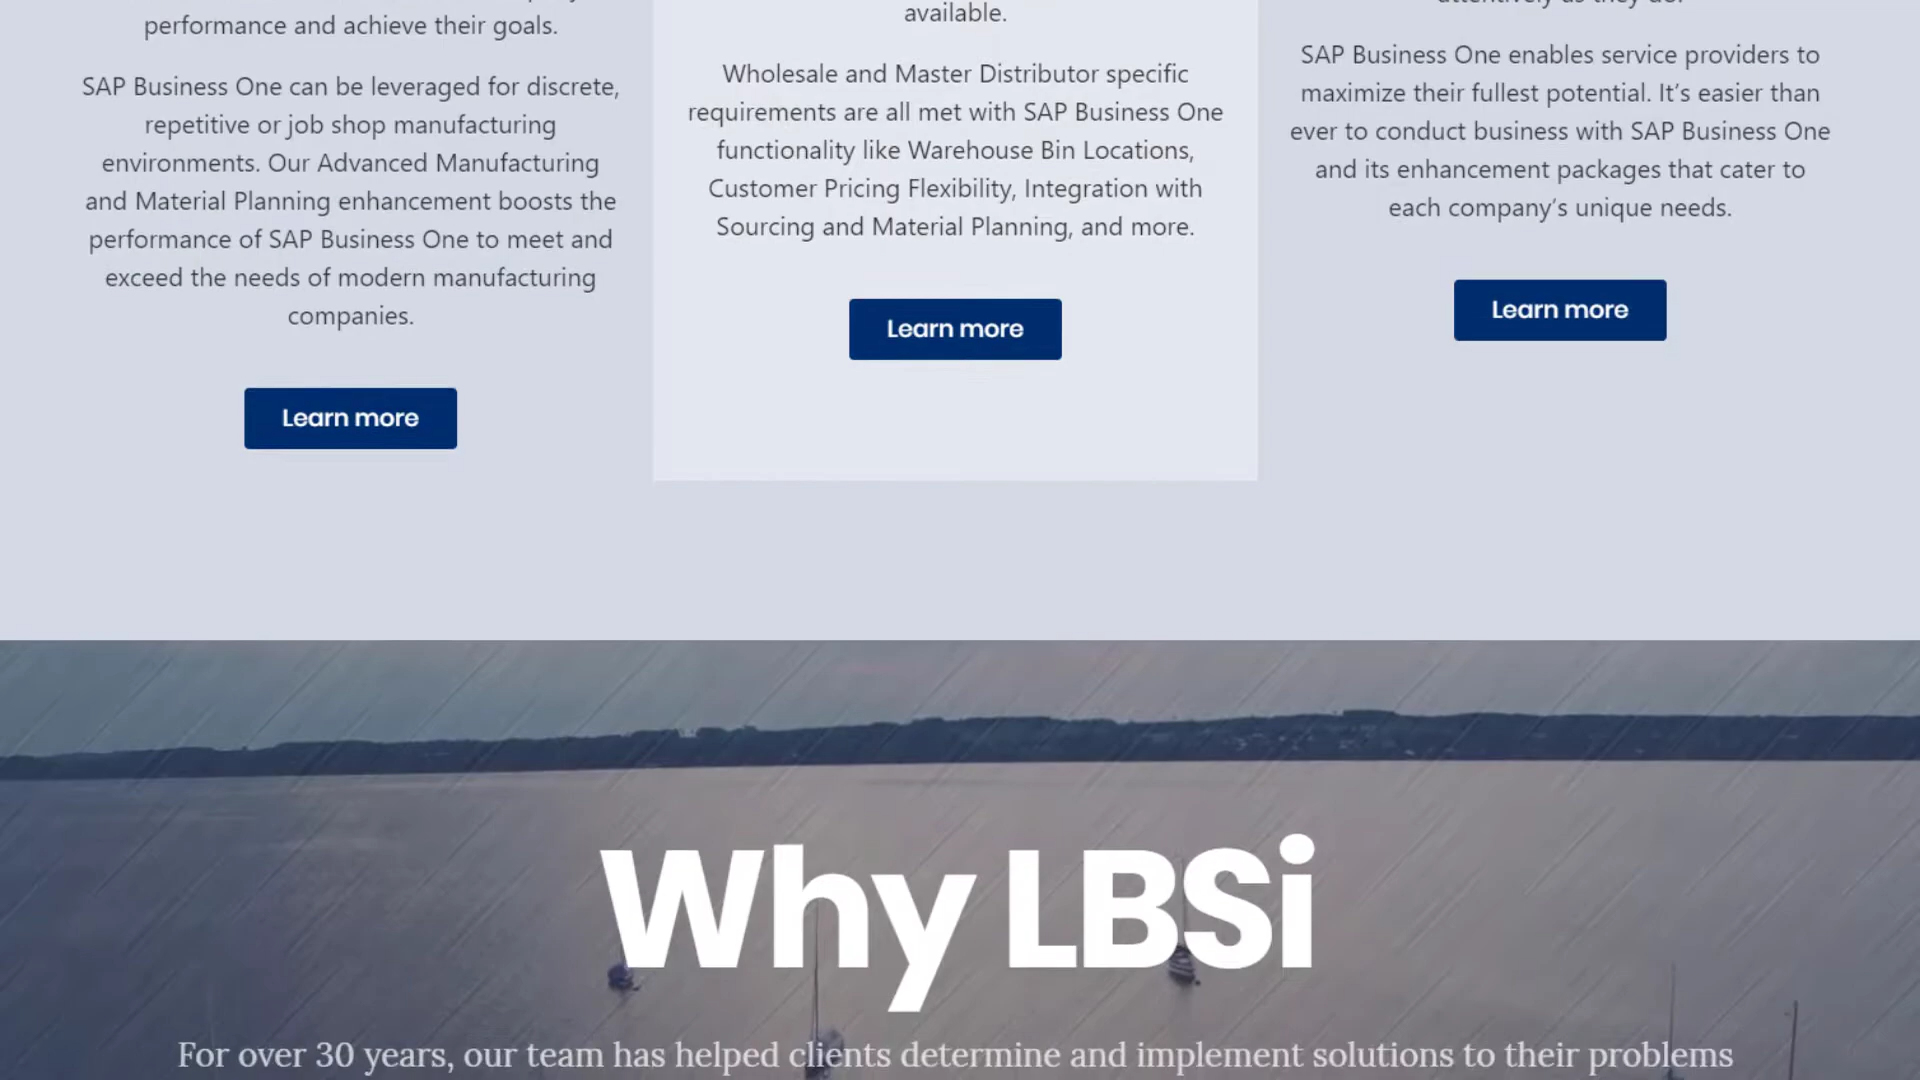 performance and achieve their goals.
SAP Business One can be leveraged for discrete,
repetitive or job shop manufacturing
environments. Our Advanced Manufacturing
and Material Planning enhancement boosts the
performance of SAP Business One to meet and
exceed the needs of modern manufacturing
companies.
Learn more
available.
Wholesale and Master Distributor specific
requirements are all met with SAP Business One
functionality like Warehouse Bin Locations,
Customer Pricing Flexibility, Integration with
Sourcing and Material Planning, and more.
Learn more
attentively as they do.
SAP Business One enables service providers to
maximize their fullest potential. It’s easier than
ever to conduct business with SAP Business One
and its enhancement packages that cater to
each company’s unique needs.
Learn more
Why LBSi
For over 30 years, our team has helped clients determine and implement solutions to their problems